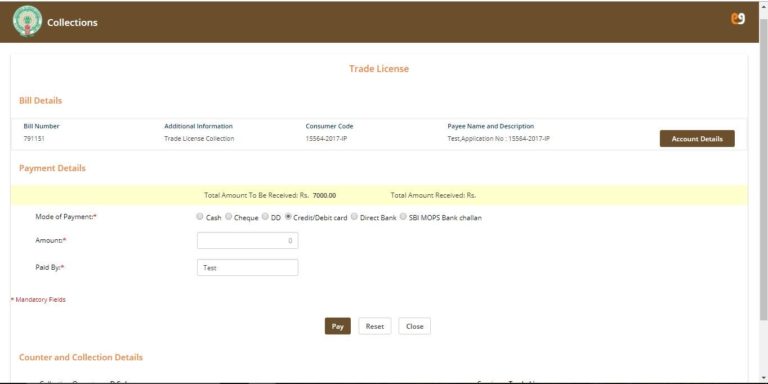 Collections
e9
Trade License
Bill Details
Bill Number Additional Information Consumer Code Payee Name and Description
791151 Trade License Collection 15564-2017-IP Test,Application No : 15564-2017-IP Account Details
Payment Details
Total Amount To Be Received: Rs. 7000.00 Total Amount Received: Rs.
Mode of Payment:* Cash Cheque DD Credit/Debit card Direct Bank SBI MOPS Bank challan
Amount:* 0
Paid By:* Test
* Mandatory Fields
Pay Reset Close
Counter and Collection Details